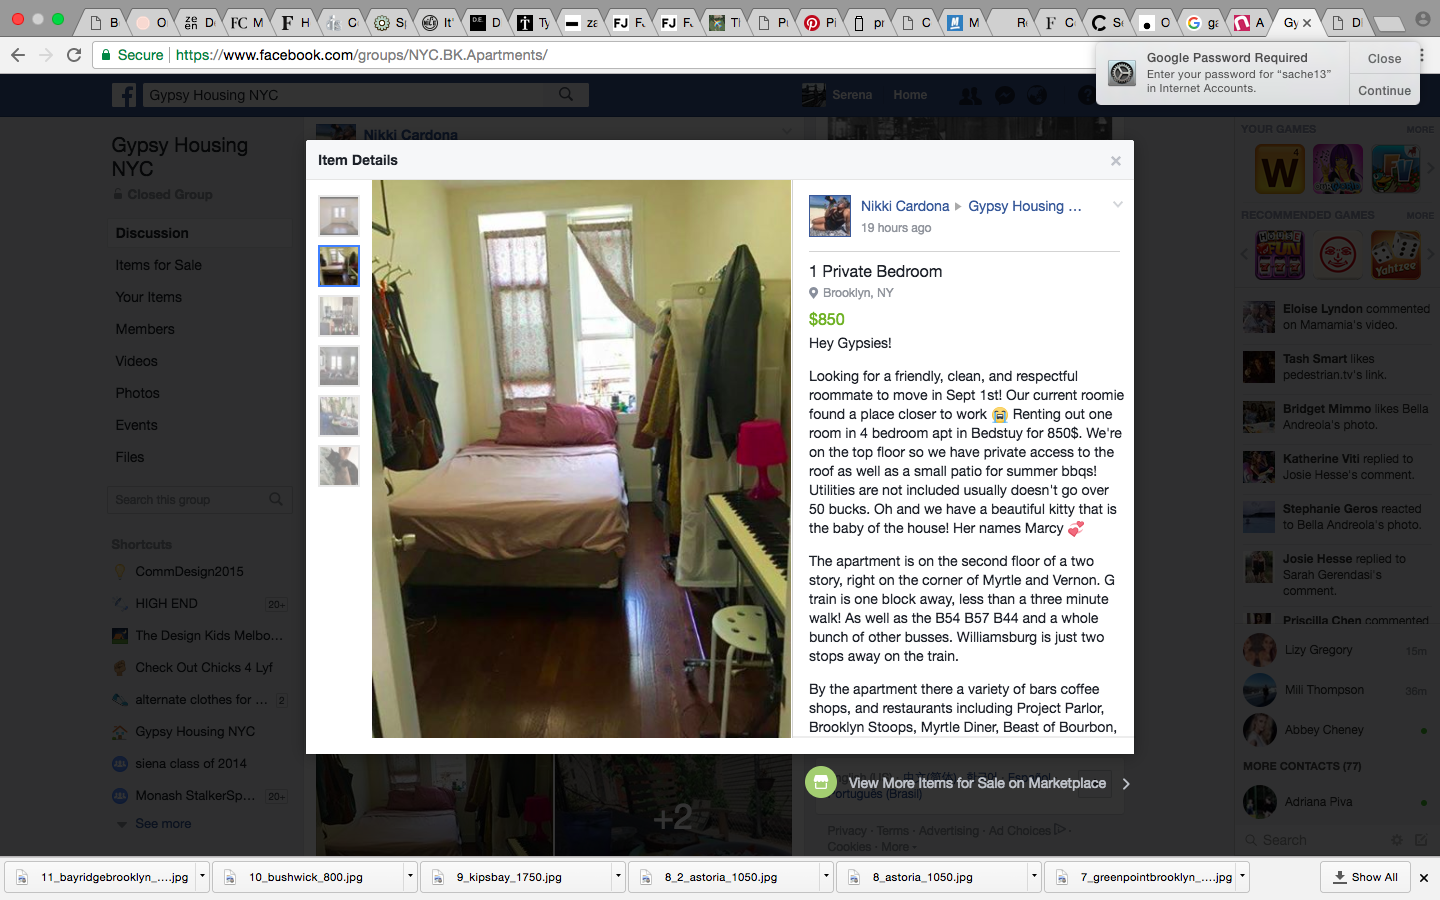 Secure https://www.facebook.com/groups/NYC.BK.Apartments/
Google Password Required
Enter your password for “sache13”
in Internet Accounts.
Close
Continue
Gypsy Housing NYC
Serena
Home
Gypsy Housing
NYC
Closed Group
Discussion
Items for Sale
Your Items
Members
Videos
Photos
Events
Files
Search this group
Shortcuts
CommDesign2015
HIGH END 20+
The Design Kids Melbo...
Check Out Chicks 4 Lyf
alternate clothes for ... 2
Gypsy Housing NYC
siena class of 2014
Monash StalkerSp... 20+
See more
Nikki Cardona
Item Details
Nikki Cardona ▸ Gypsy Housing ...
19 hours ago
1 Private Bedroom
Brooklyn, NY
$850
Hey Gypsies!
Looking for a friendly, clean, and respectful
roommate to move in Sept 1st! Our current roomie
found a place closer to work 😭 Renting out one
room in 4 bedroom apt in Bedstuy for 850$. We're
on the top floor so we have private access to the
roof as well as a small patio for summer bbqs!
Utilities are not included usually doesn't go over
50 bucks. Oh and we have a beautiful kitty that is
the baby of the house! Her names Marcy 💞
The apartment is on the second floor of a two
story, right on the corner of Myrtle and Vernon. G
train is one block away, less than a three minute
walk! As well as the B54 B57 B44 and a whole
bunch of other busses. Williamsburg is just two
stops away on the train.
By the apartment there a variety of bars coffee
shops, and restaurants including Project Parlor,
Brooklyn Stoops, Myrtle Diner, Beast of Bourbon,
View More Items for Sale on Marketplace
+2
Português (Brasil)
Privacy · Terms · Advertising · Ad Choices ·
Cookies · More
YOUR GAMES MORE
RECOMMENDED GAMES MORE
Eloise Lyndon commented
on Mamamia's video.
Tash Smart likes
pedestrian.tv's link.
Bridget Mimmo likes Bella
Andreola's photo.
Katherine Viti replied to
Josie Hesse's comment.
Stephanie Geros reacted
to Bella Andreola's photo.
Josie Hesse replied to
Sarah Gerendasi's
comment.
Priscilla Chen commented
Lizy Gregory 15m
Mill Thompson 36m
Abbey Cheney
MORE CONTACTS (77)
Adriana Piva
Search
11_bayridgebrooklyn_....jpg
10_bushwick_800.jpg
9_kipsbay_1750.jpg
8_2_astoria_1050.jpg
8_astoria_1050.jpg
7_greenpointbrooklyn_....jpg
Show All